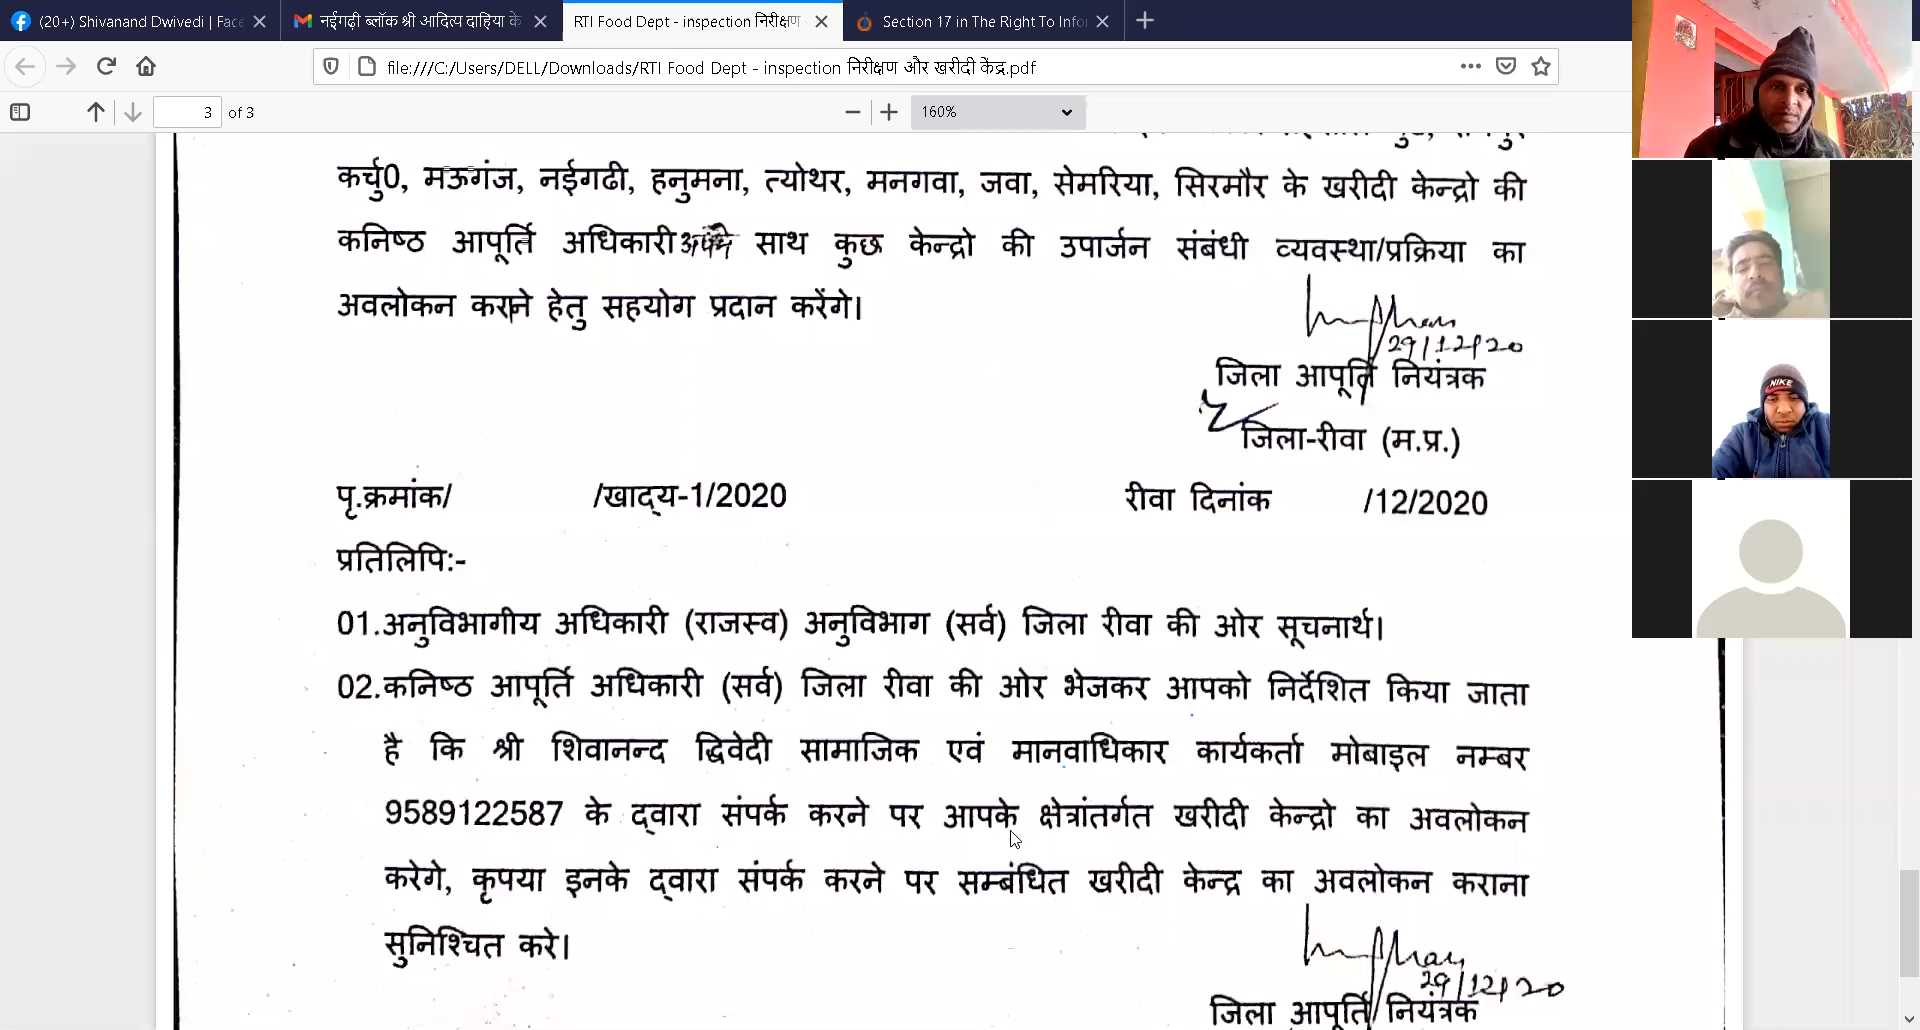 (20+) Shivanand Dwivedi | Face
नईगढ़ी ब्लॉक श्री आदित्य दाहिया के
RTI Food Dept - inspection निरीक्षण
Section 17 in The Right To Info
file:///C:/Users/DELL/Downloads/RTI Food Dept - inspection निरीक्षण और खरीदी केंद्र.pdf
3 of 3
160%
कर्चु0, मऊगंज, नईगढी, हनुमना, त्योथर, मनगवा, जवा, सेमरिया, सिरमौर के खरीदी केन्द्रो की
कनिष्ठ आपूर्ति अधिकारी साथ कुछ केन्द्रो की उपार्जन संबंधी व्यवस्था/प्रक्रिया का
अवलोकन कराने हेतु सहयोग प्रदान करेंगे।
29/12/20
जिला आपूर्ति नियंत्रक
जिला-रीवा (म.प्र.)
पृ.क्रमांक/ /खाद्य-1/2020 रीवा दिनांक /12/2020
प्रतिलिपि:-
01.अनुविभागीय अधिकारी (राजस्व) अनुविभाग (सर्व) जिला रीवा की ओर सूचनार्थ।
02.कनिष्ठ आपूर्ति अधिकारी (सर्व) जिला रीवा की ओर भेजकर आपको निर्देशित किया जाता
है कि श्री शिवानन्द द्विवेदी सामाजिक एवं मानवाधिकार कार्यकर्ता मोबाइल नम्बर
9589122587 के द्वारा संपर्क करने पर आपके क्षेत्रांतर्गत खरीदी केन्द्रो का अवलोकन
करेगे, कृपया इनके द्वारा संपर्क करने पर सम्बंधित खरीदी केन्द्र का अवलोकन कराना
सुनिश्चित करे।
29/12/20
जिला आपूर्ति नियंत्रक
NIKE